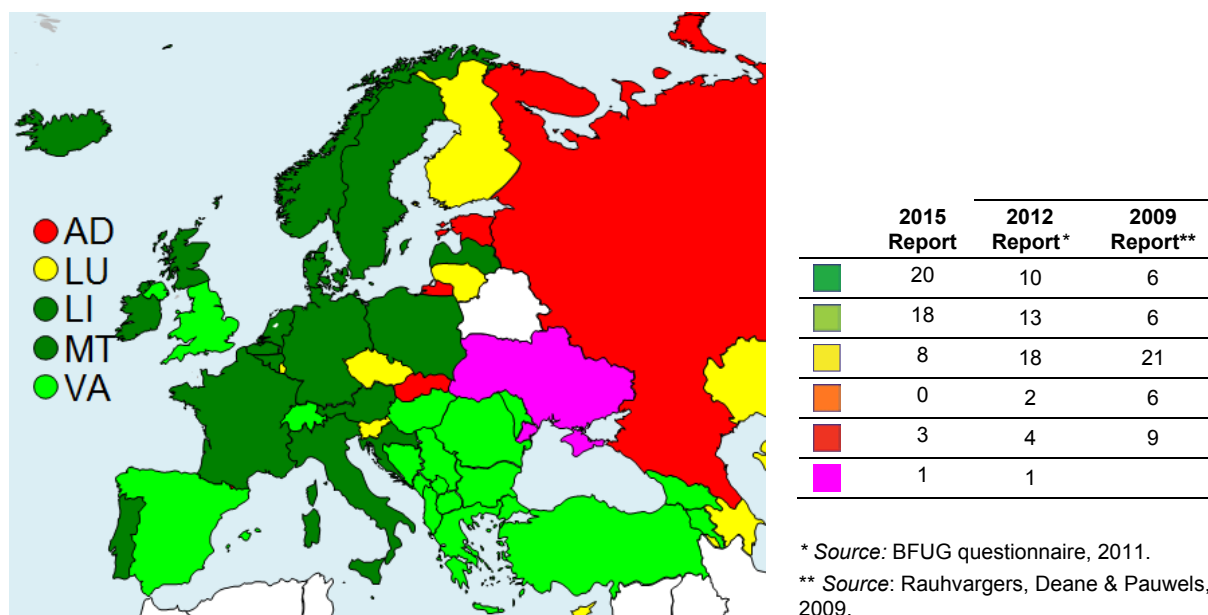 AD
LU
LI
MT
VA
2015 Report 2012 Report* 2009 Report**
20 10 6
18 13 6
8 18 21
0 2 6
3 4 9
1 1
* Source: BFUG questionnaire, 2011.
** Source: Rauhvargers, Deane & Pauwels,
2009.